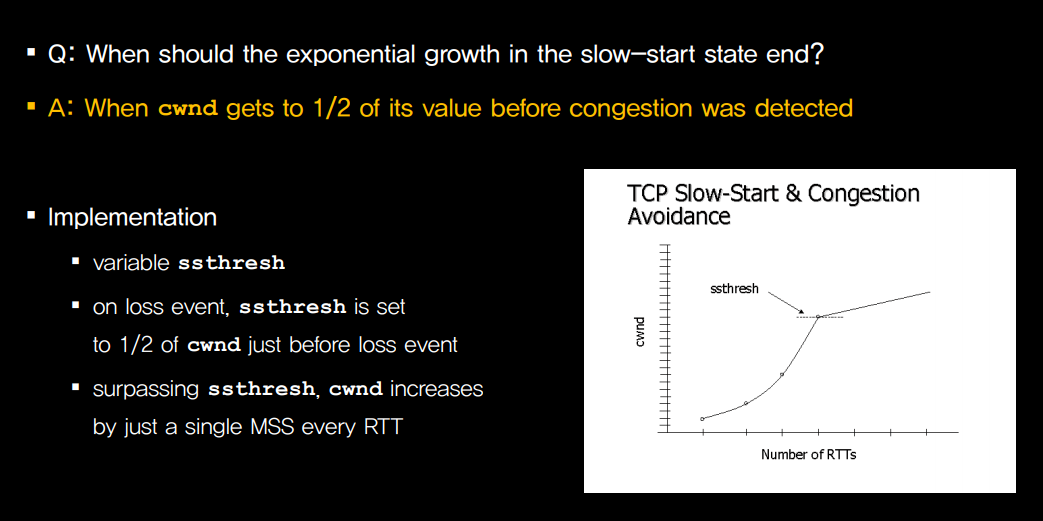 Q: When should the exponential growth in the slow-start state end?
A: When cwnd gets to 1/2 of its value before congestion was detected
Implementation
variable ssthresh
on loss event, ssthresh is set
to 1/2 of cwnd just before loss event
surpassing ssthresh, cwnd increases
by just a single MSS every RTT
TCP Slow-Start & Congestion
Avoidance
ssthresh
cwnd
Number of RTTs